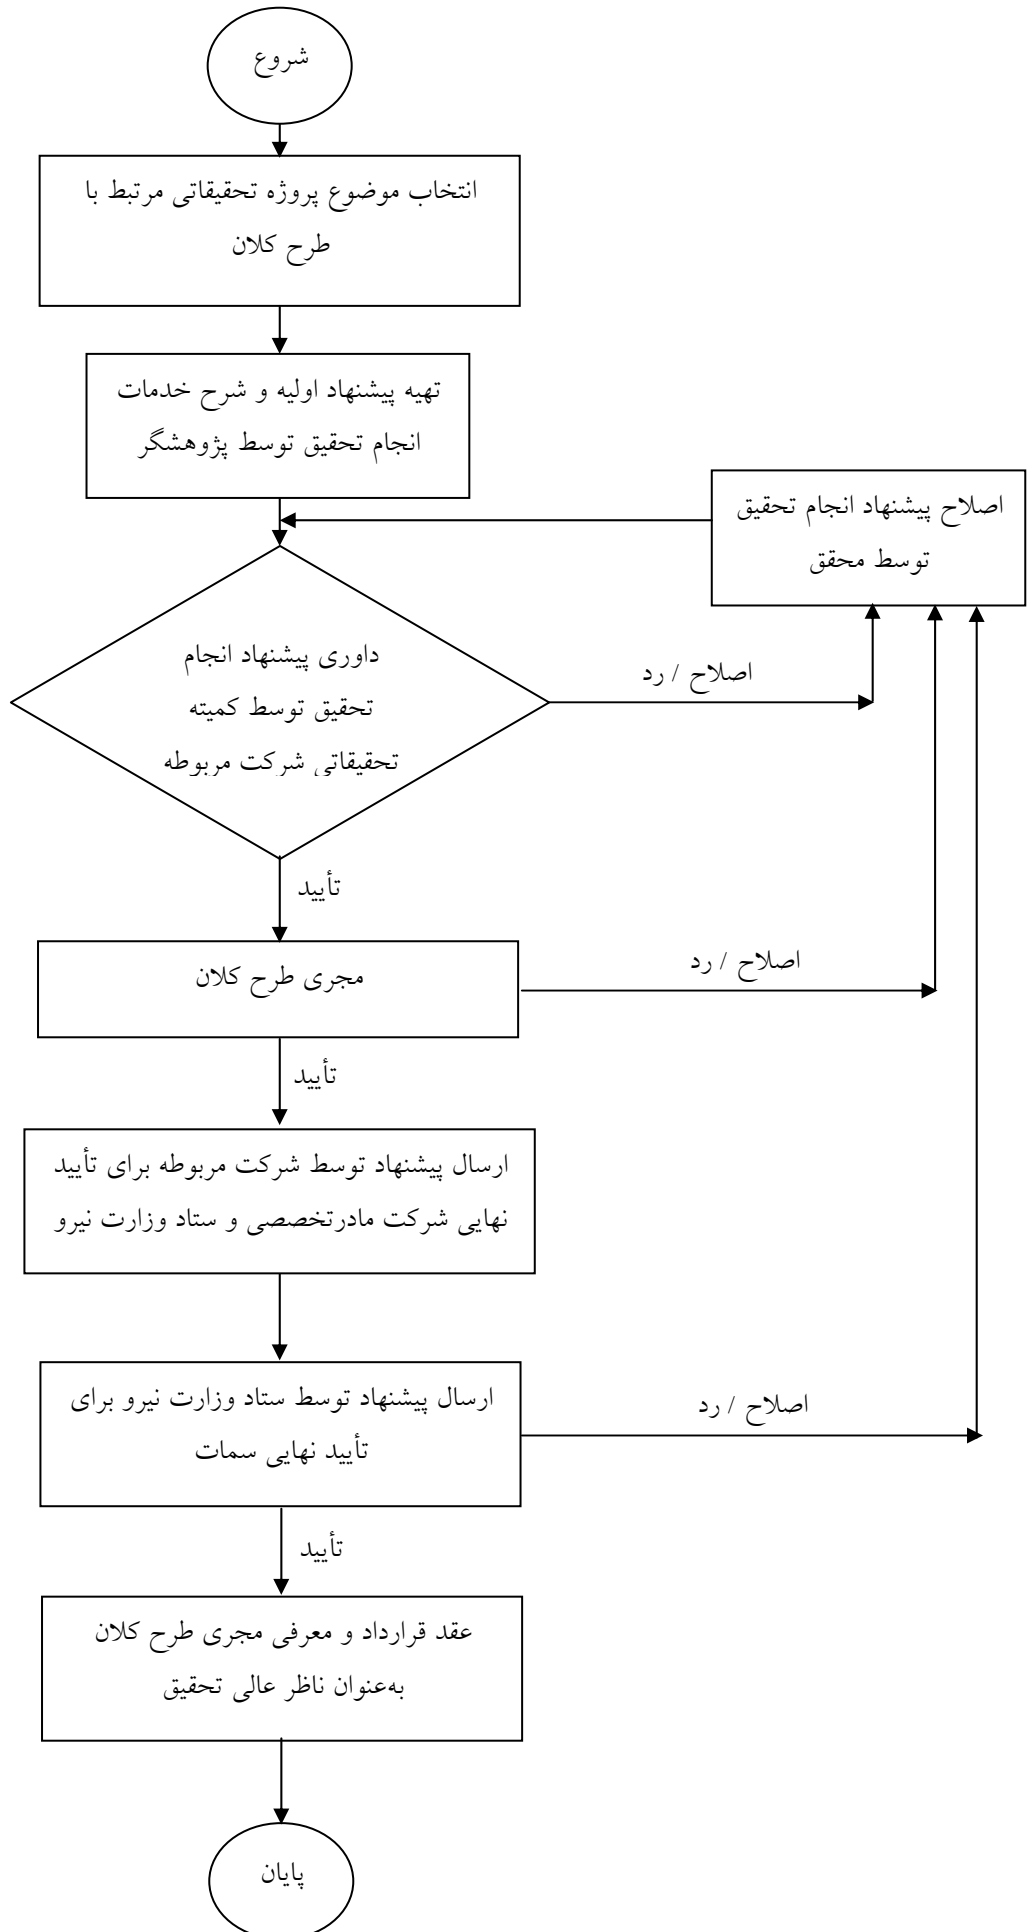 شروع
انتخاب موضوع پروژه تحقیقاتی مرتبط با
طرح کلان
تهیه پیشنهاد اولیه و شرح خدمات
انجام تحقیق توسط پژوهشگر
اصلاح پیشنهاد انجام تحقیق
توسط محقق
داوری پیشنهاد انجام
تحقیق توسط کمیته
تحقیقاتی شرکت مربوطه
اصلاح / رد
تأیید
مجری طرح کلان
اصلاح / رد
تأیید
ارسال پیشنهاد توسط شرکت مربوطه برای تأیید
نهایی شرکت مادرتخصصی و ستاد وزارت نیرو
ارسال پیشنهاد توسط ستاد وزارت نیرو برای
تأیید نهایی سمات
اصلاح / رد
تأیید
عقد قرارداد و معرفی مجری طرح کلان
به‌عنوان ناظر عالی تحقیق
پایان